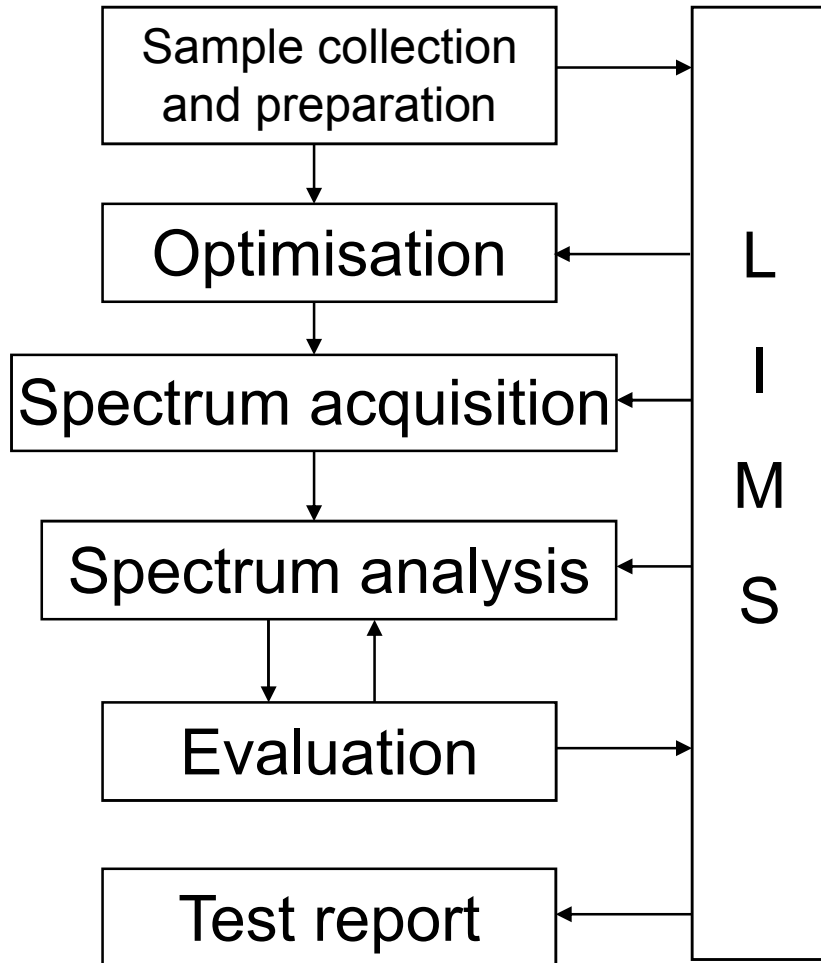 Sample collection
and preparation
Optimisation
Spectrum acquisition
Spectrum analysis
Evaluation
Test report
L
I
M
S